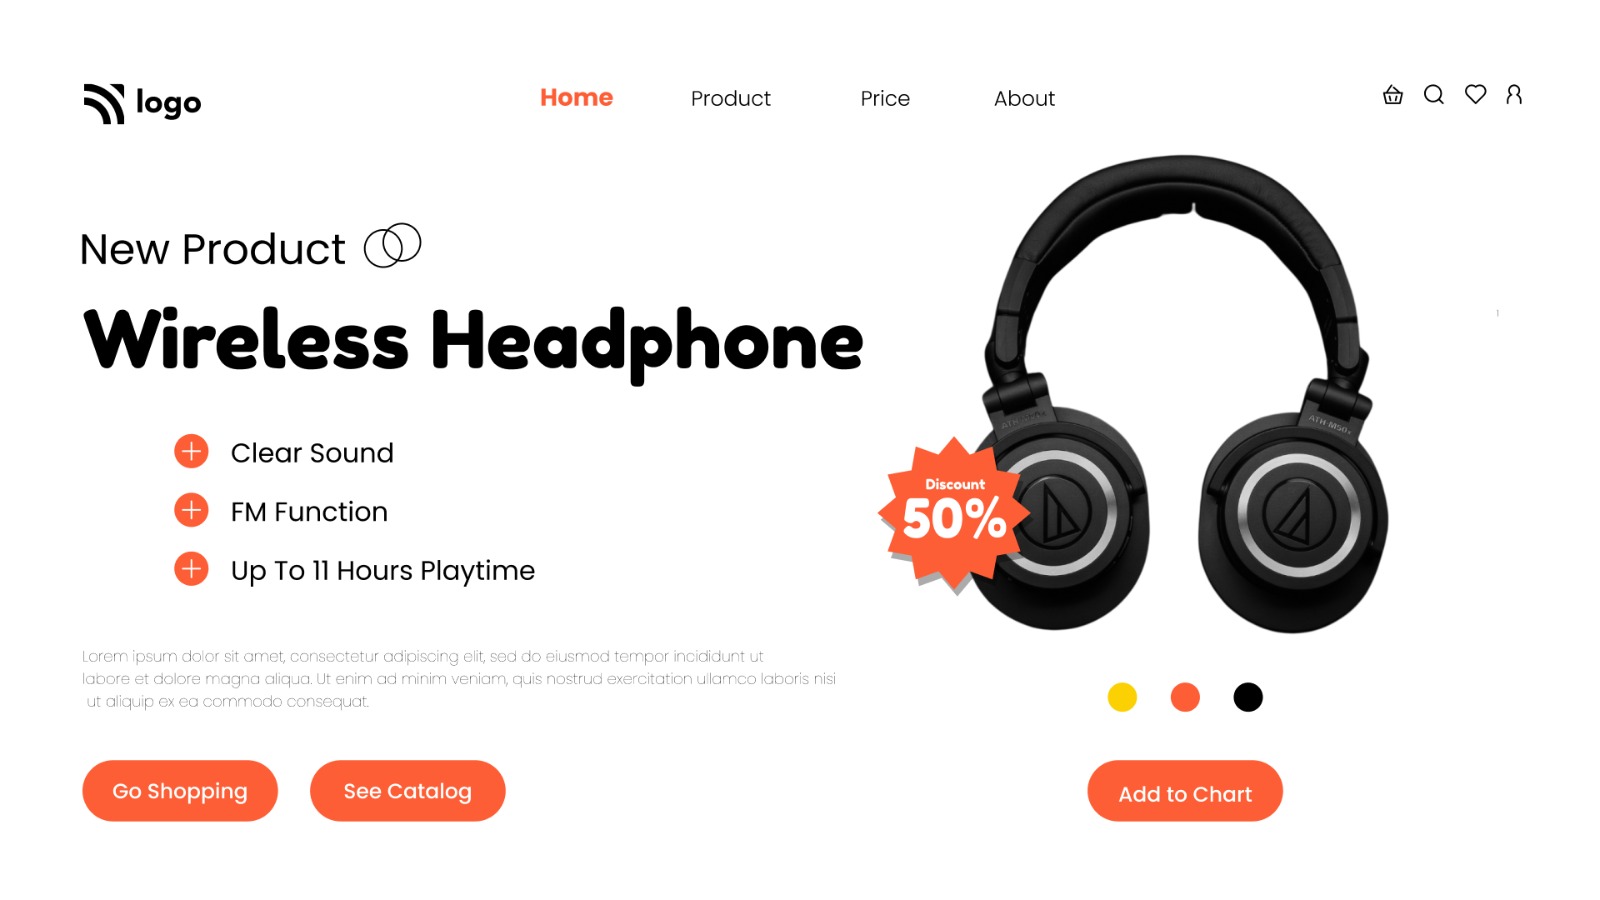 logo
Home
Product
Price
About
New Product
Wireless Headphone
Clear Sound
FM Function
Up To 11 Hours Playtime
Lorem ipsum dolor sit amet, consectetur adipiscing elit, sed do eiusmod tempor incididunt ut
labore et dolore magna aliqua. Ut enim ad minim veniam, quis nostrud exercitation ullamco laboris nisi
ut aliquip ex ea commodo consequat.
Go Shopping
See Catalog
ATH-M50x
Discount
50%
Add to Chart